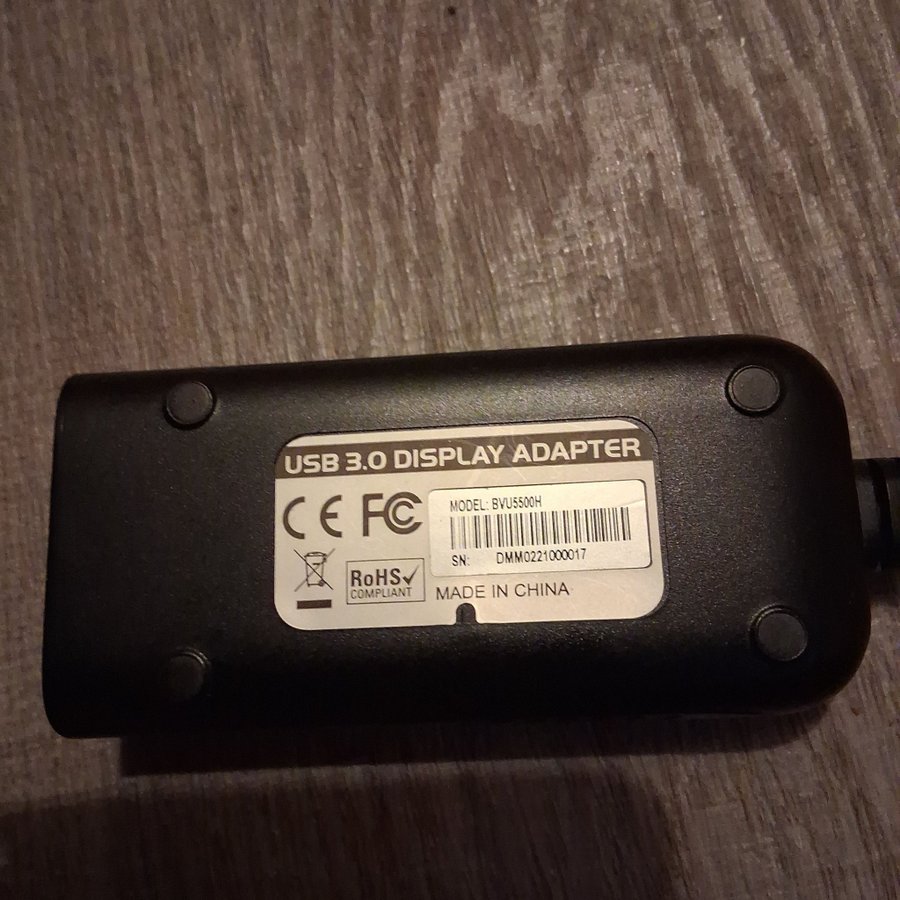 USB 3.0 DISPLAY ADAPTER
CE FC
MODEL: BVU5500H
SN: DMM0221000017
RoHS✓
COMPLIANT
MADE IN CHINA